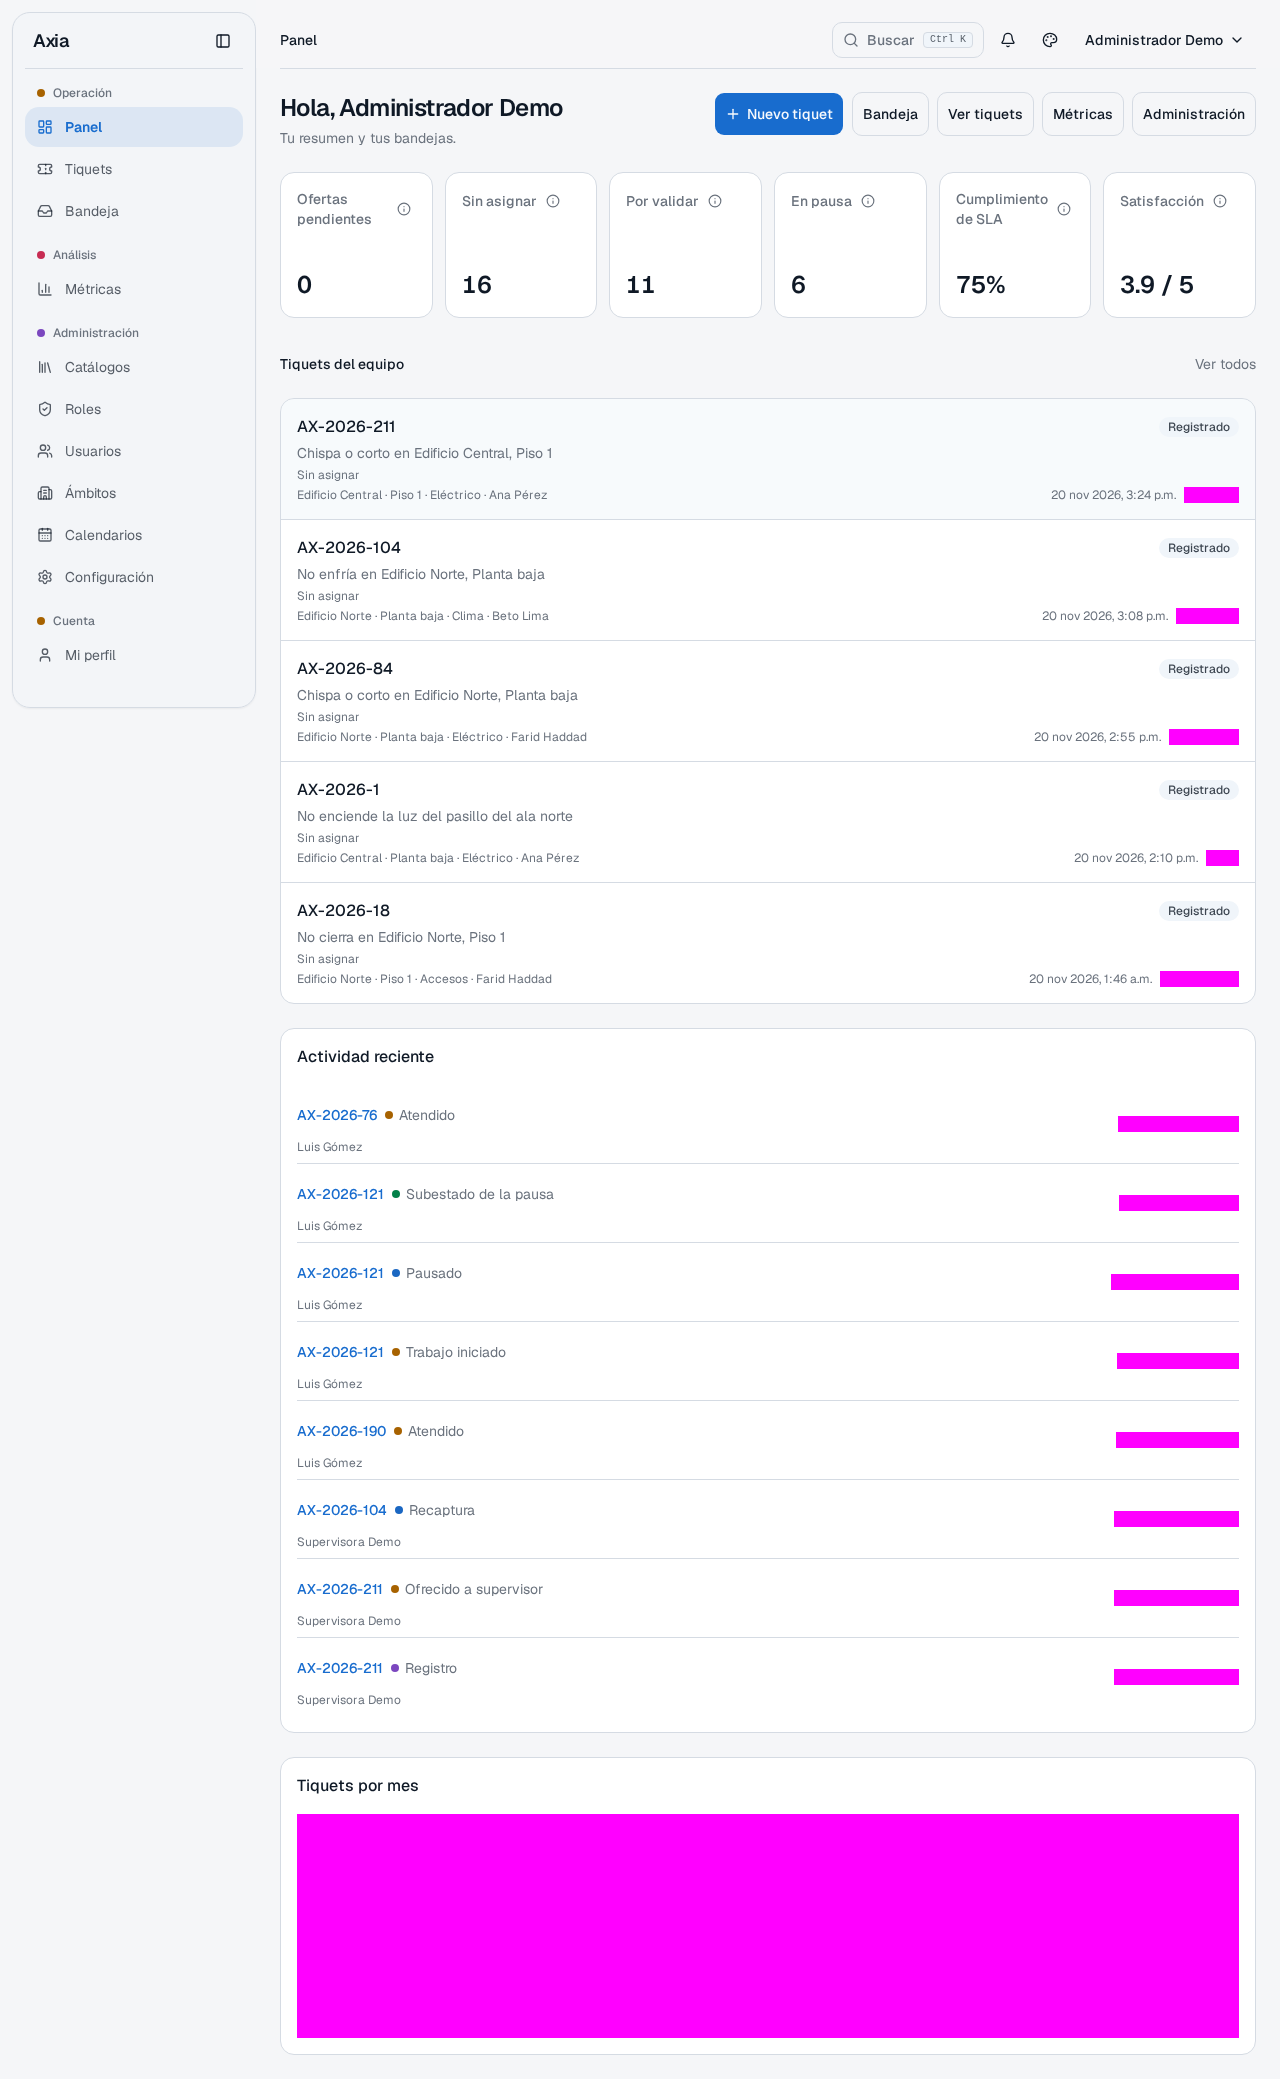 Axia
Operación
Panel
Tiquets
Bandeja
Análisis
Métricas
Administración
Catálogos
Roles
Usuarios
Ámbitos
Calendarios
Configuración
Cuenta
Mi perfil
Panel
Buscar Ctrl K
Administrador Demo
Hola, Administrador Demo
Tu resumen y tus bandejas.
Nuevo tiquet
Bandeja
Ver tiquets
Métricas
Administración
Ofertas
pendientes
0
Sin asignar
16
Por validar
11
En pausa
6
Cumplimiento
de SLA
75%
Satisfacción
3.9 / 5
Tiquets del equipo
Ver todos
AX-2026-211
Registrado
Chispa o corto en Edificio Central, Piso 1
Sin asignar
Edificio Central · Piso 1 · Eléctrico · Ana Pérez
20 nov 2026, 3:24 p.m.
AX-2026-104
Registrado
No enfría en Edificio Norte, Planta baja
Sin asignar
Edificio Norte · Planta baja · Clima · Beto Lima
20 nov 2026, 3:08 p.m.
AX-2026-84
Registrado
Chispa o corto en Edificio Norte, Planta baja
Sin asignar
Edificio Norte · Planta baja · Eléctrico · Farid Haddad
20 nov 2026, 2:55 p.m.
AX-2026-1
Registrado
No enciende la luz del pasillo del ala norte
Sin asignar
Edificio Central · Planta baja · Eléctrico · Ana Pérez
20 nov 2026, 2:10 p.m.
AX-2026-18
Registrado
No cierra en Edificio Norte, Piso 1
Sin asignar
Edificio Norte · Piso 1 · Accesos · Farid Haddad
20 nov 2026, 1:46 a.m.
Actividad reciente
AX-2026-76 Atendido
Luis Gómez
AX-2026-121 Subestado de la pausa
Luis Gómez
AX-2026-121 Pausado
Luis Gómez
AX-2026-121 Trabajo iniciado
Luis Gómez
AX-2026-190 Atendido
Luis Gómez
AX-2026-104 Recaptura
Supervisora Demo
AX-2026-211 Ofrecido a supervisor
Supervisora Demo
AX-2026-211 Registro
Supervisora Demo
Tiquets por mes